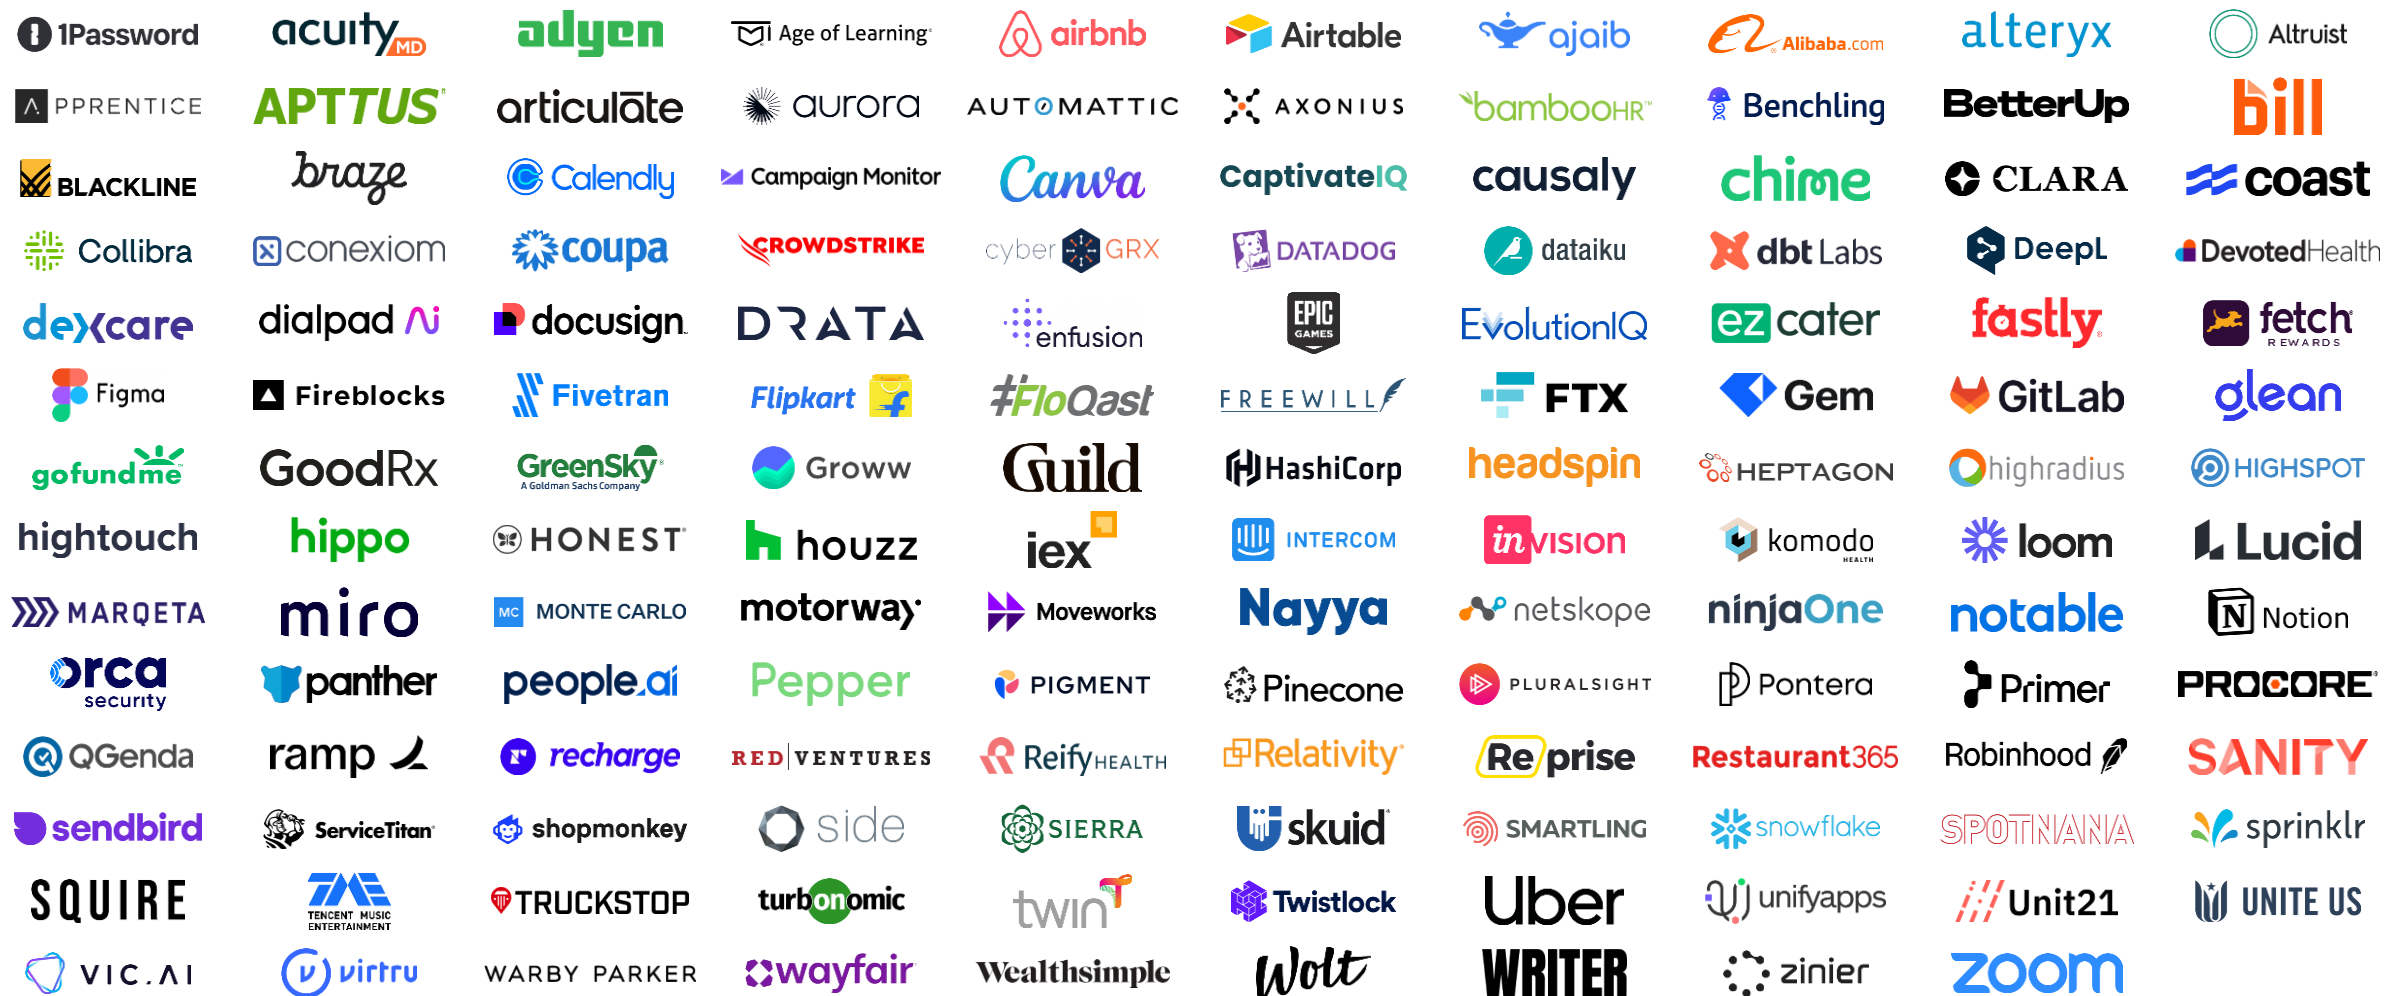 1Password acuityMD adyen Age of Learning airbnb Airtable ajaib Alibaba.com alteryx Altruist
APPRENTICE APTTUS articulate aurora AUTOMATTIC AXONIUS bambooHR™ Benchling BetterUp bill
BLACKLINE braze Calendly Campaign Monitor Canva CaptivateIQ causaly chime CLARA coast
Collibra conexiom coupa CROWDSTRIKE cyberGRX DATADOG dataiku dbt Labs DeepL DevotedHealth
dexcare dialpad Ai docusign DRATA enfusion EPIC GAMES EvolutionIQ ezcater fastly® fetch REWARDS
Figma Fireblocks Fivetran Flipkart f #FloQast FREEWILL FTX Gem GitLab glean
gofundme™ GoodRx GreenSky® A Goldman Sachs Company Groww Guild HashiCorp headspin HEPTAGON highradius HIGHSPOT
hightouch hippo HONEST® houzz iex INTERCOM invision komodo HEALTH loom Lucid
MARQETA miro MC MONTE CARLO motorway Moveworks Nayya netskope ninjaOne notable N Notion
orca security panther people.ai Pepper PIGMENT Pinecone PLURALSIGHT Pontera Primer PROCORE®
QGenda ramp recharge RED VENTURES Reify HEALTH Relativity® Reprise Restaurant365 Robinhood SANITY
sendbird ServiceTitan® shopmonkey side SIERRA skuid® SMARTLING snowflake SPOTNANA sprinklr
SQUIRE TME TENCENT MUSIC ENTERTAINMENT TRUCKSTOP turbonomic twin T Twistlock Uber unifyapps Unit21 UNITE US
VIC.AI virtru WARBY PARKER wayfair Wealthsimple Wolt WRITER zinier zoom